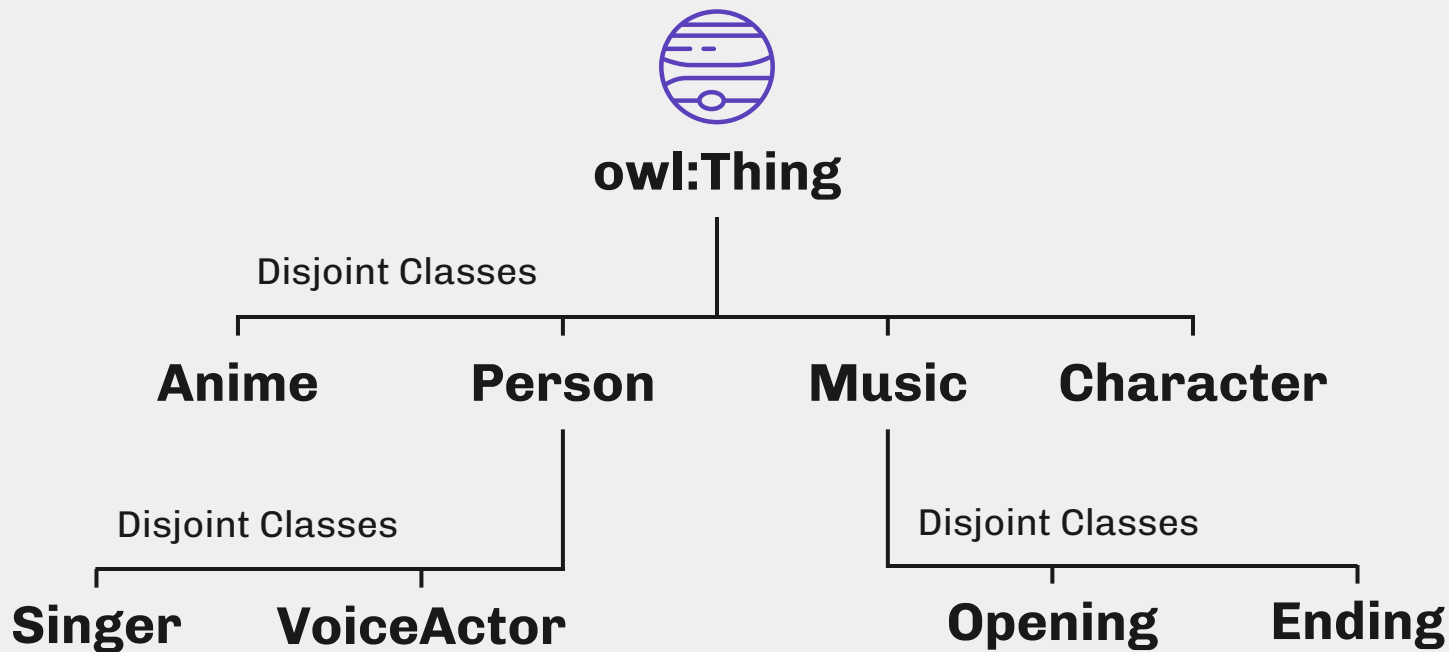 owl:Thing
Disjoint Classes
Anime Person Music Character
Disjoint Classes
Disjoint Classes
Singer VoiceActor Opening Ending